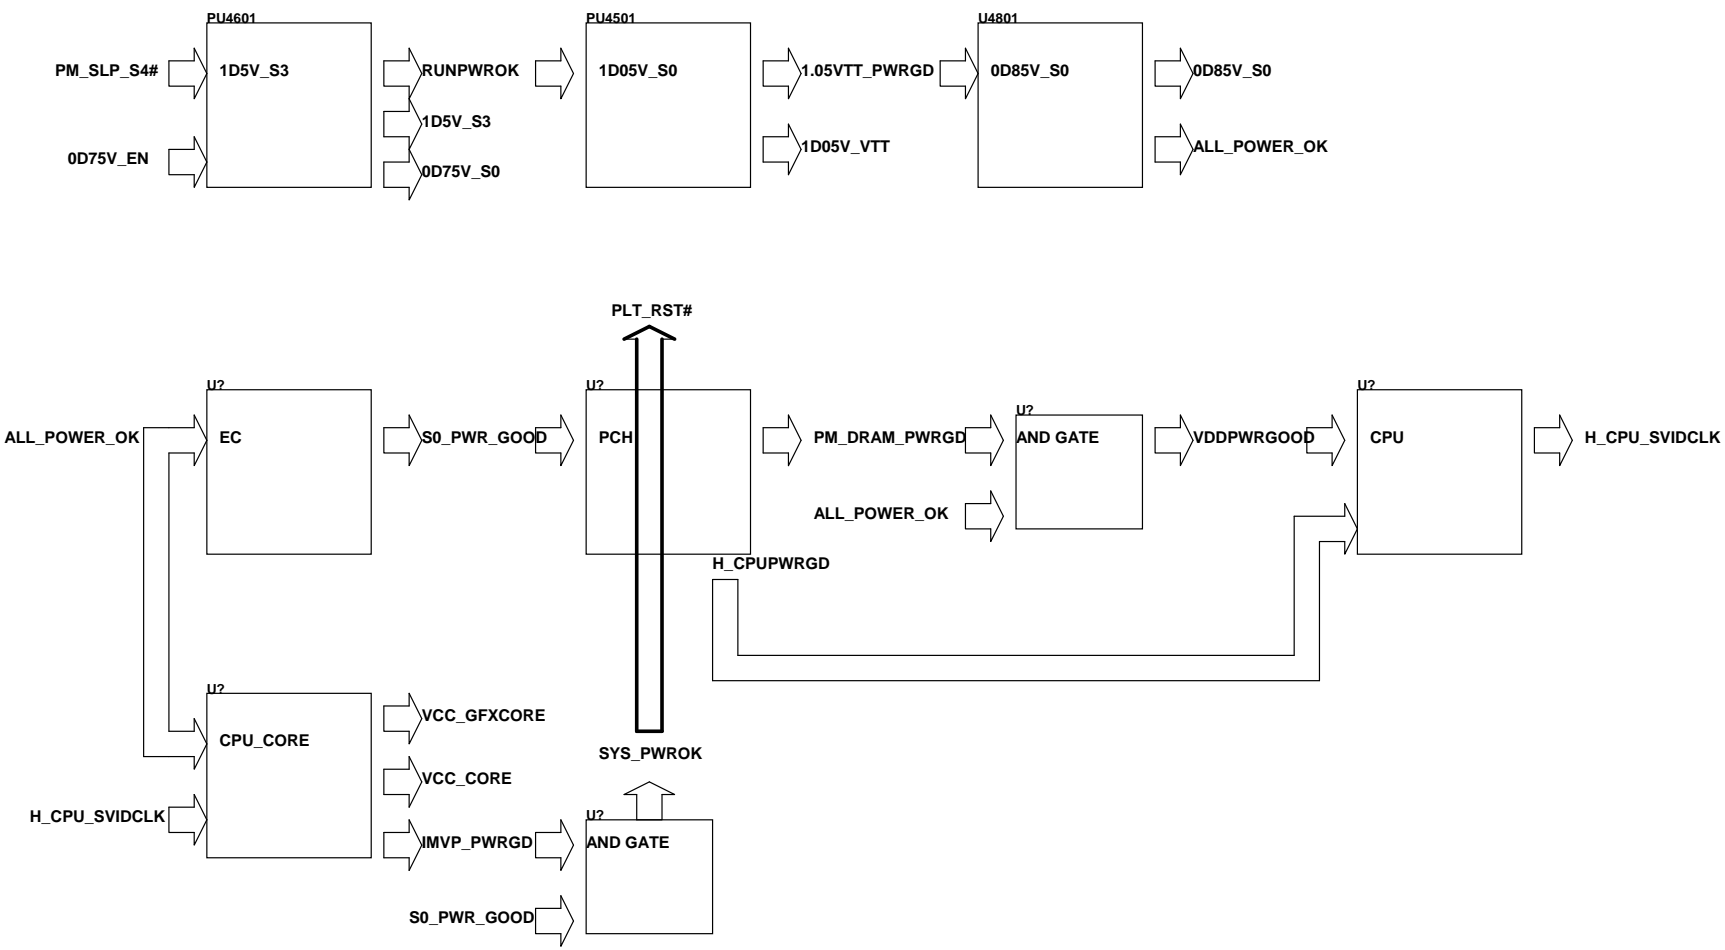 PU4601
PU4501
U4801
PM_SLP_S4#
1D5V_S3
RUNPWROK
1D05V_S0
1.05VTT_PWRGD
0D85V_S0
0D85V_S0
1D5V_S3
0D75V_EN
0D75V_S0
1D05V_VTT
ALL_POWER_OK
PLT_RST#
U?
U?
U?
U?
ALL_POWER_OK
EC
S0_PWR_GOOD
PCH
PM_DRAM_PWRGD
AND GATE
VDDPWRGOOD
CPU
H_CPU_SVIDCLK
ALL_POWER_OK
H_CPUPWRGD
U?
CPU_CORE
VCC_GFXCORE
SYS_PWROK
VCC_CORE
H_CPU_SVIDCLK
U?
IMVP_PWRGD
AND GATE
S0_PWR_GOOD